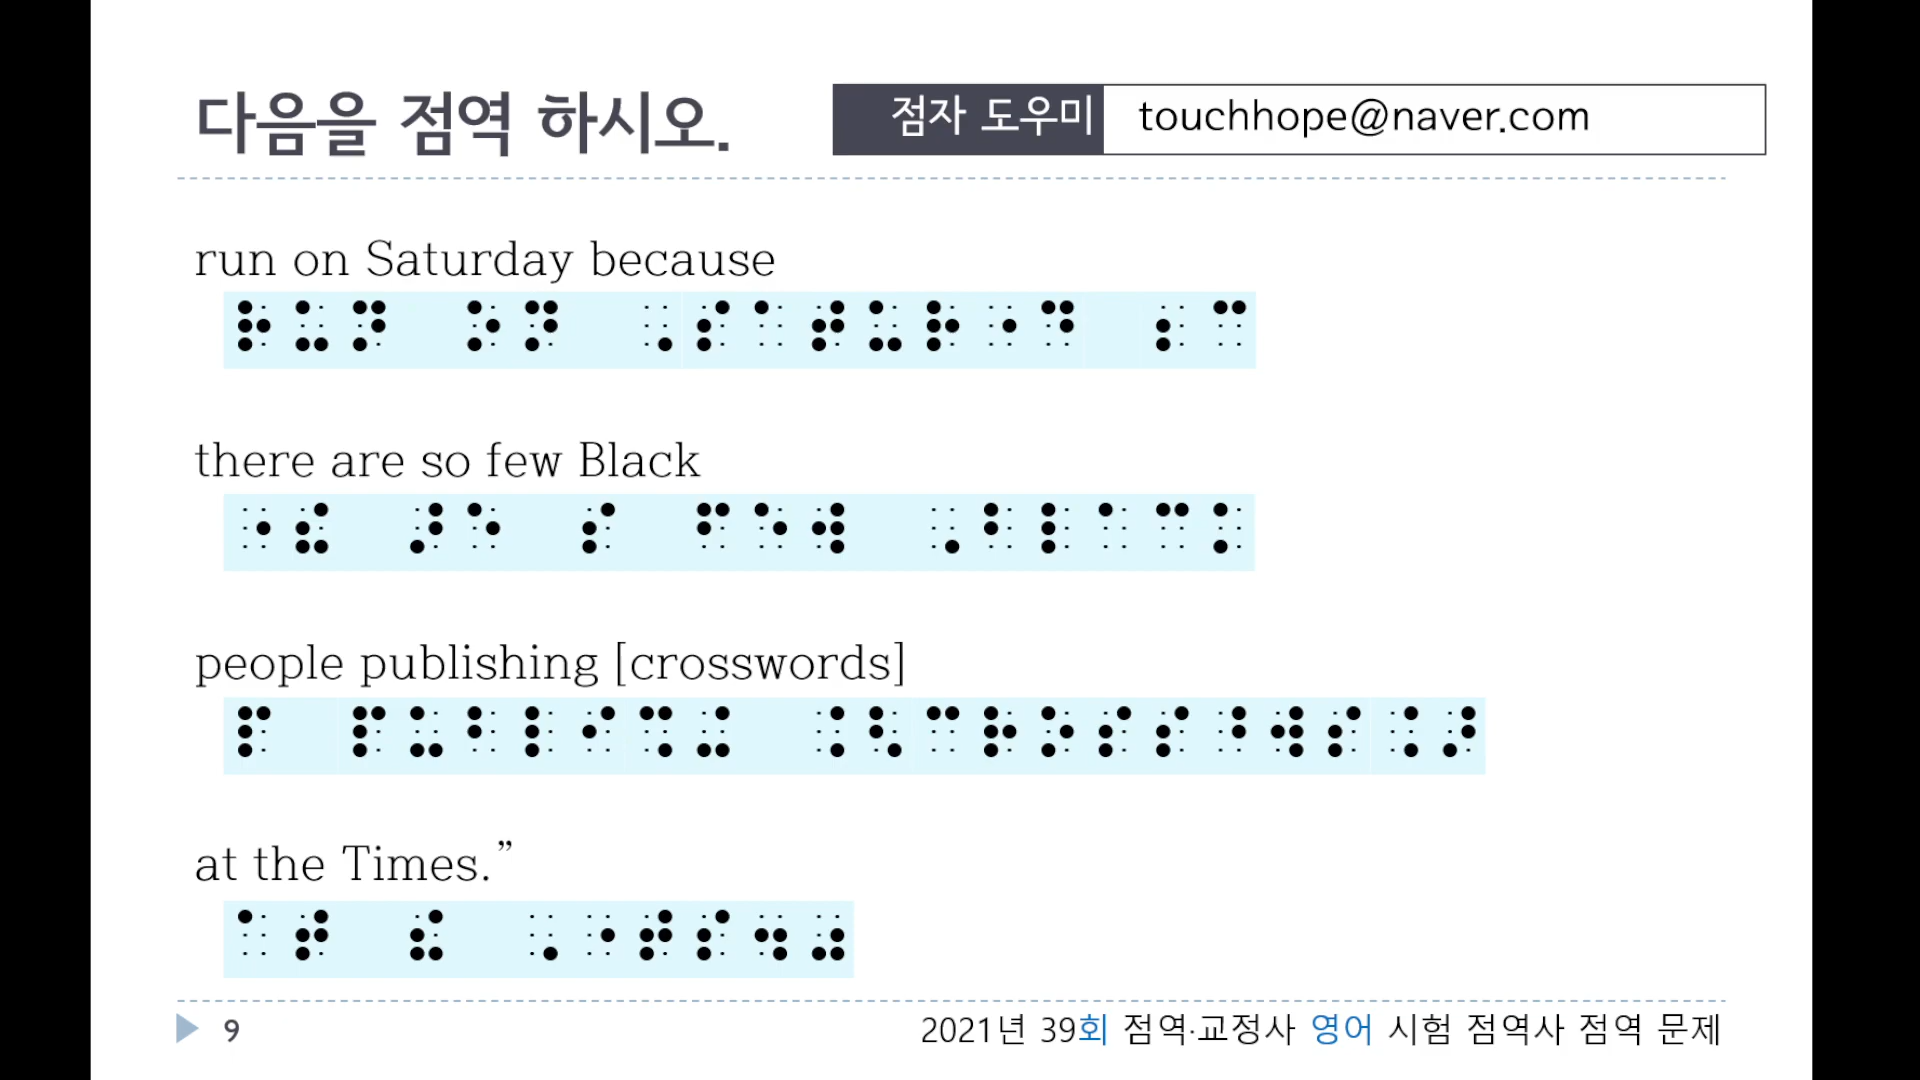 다음을 점역 하시오.
점자 도우미 touchhope@naver.com
run on Saturday because
⠗⠥⠝ ⠕⠝ ⠠⠎⠁⠞⠥⠗⠐⠙ ⠆⠉
there are so few Black
⠐⠮ ⠜⠑ ⠎ ⠋⠑⠺ ⠠⠃⠇⠁⠉⠅
people publishing [crosswords]
⠏ ⠏⠥⠃⠇⠊⠩⠬ ⠨⠣⠉⠗⠕⠎⠎⠘⠺⠎⠨⠜
at the Times.”
⠁⠞ ⠮ ⠠⠐⠞⠎⠲⠴
9 2021년 39회 점역·교정사 영어 시험 점역사 점역 문제